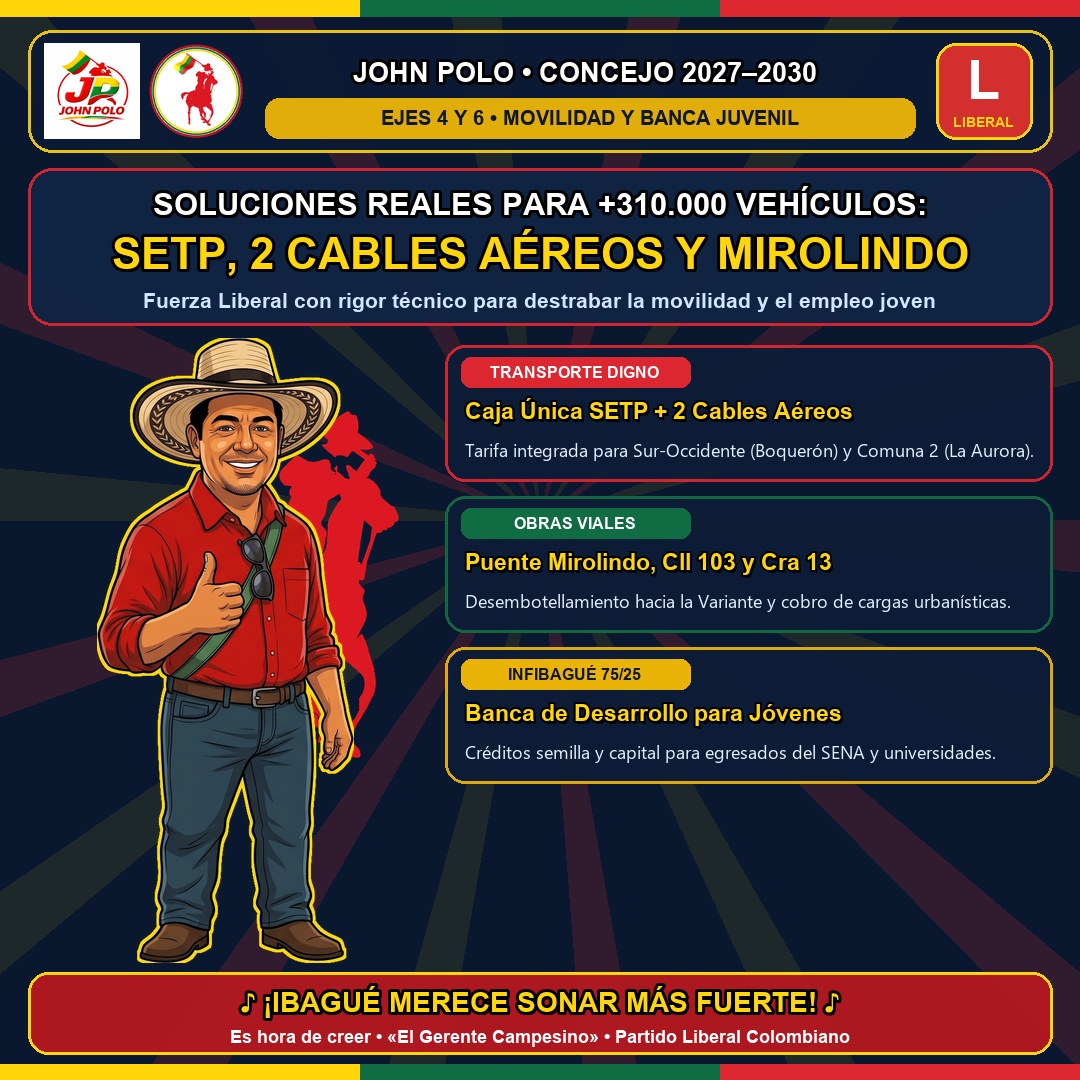 JP
JOHN POLO
JOHN POLO • CONCEJO 2027–2030
EJES 4 Y 6 • MOVILIDAD Y BANCA JUVENIL
L
LIBERAL
SOLUCIONES REALES PARA +310.000 VEHÍCULOS:
SETP, 2 CABLES AÉREOS Y MIROLINDO
Fuerza Liberal con rigor técnico para destrabar la movilidad y el empleo joven
TRANSPORTE DIGNO
Caja Única SETP + 2 Cables Aéreos
Tarifa integrada para Sur-Occidente (Boquerón) y Comuna 2 (La Aurora).
OBRAS VIALES
Puente Mirolindo, Cll 103 y Cra 13
Desembotellamiento hacia la Variante y cobro de cargas urbanísticas.
INFIBAGUÉ 75/25
Banca de Desarrollo para Jóvenes
Créditos semilla y capital para egresados del SENA y universidades.
♪ ¡IBAGUÉ MERECE SONAR MÁS FUERTE! ♪
Es hora de creer • «El Gerente Campesino» • Partido Liberal Colombiano